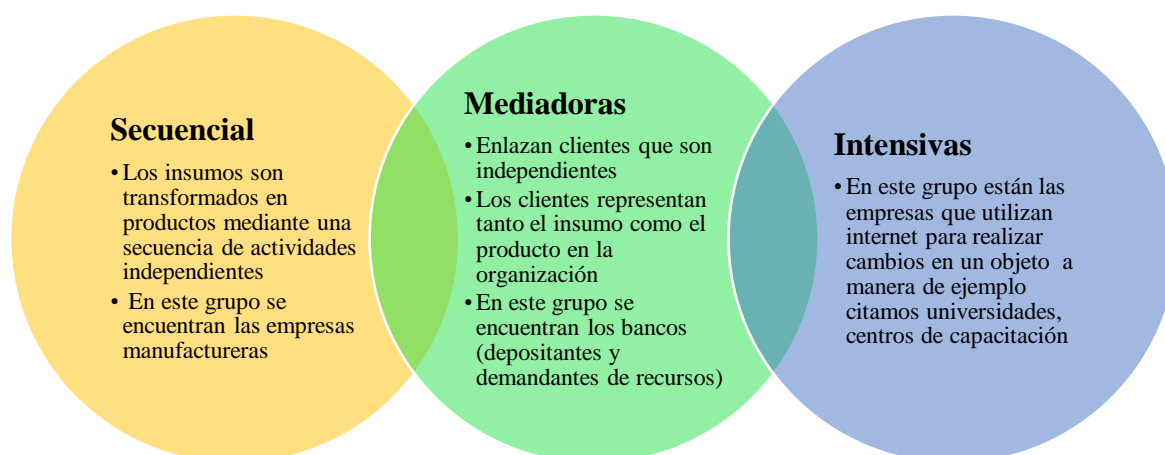 Secuencial
•Los insumos son
transformados en
productos mediante una
secuencia de actividades
independientes
• En este grupo se
encuentran las empresas
manufactureras
Mediadoras
•Enlazan clientes que son
independientes
•Los clientes representan
tanto el insumo como el
producto en la
organización
•En este grupo se
encuentran los bancos
(depositantes y
demandantes de recursos)
Intensivas
•En este grupo están las
empresas que utilizan
internet para realizar
cambios en un objeto a
manera de ejemplo
citamos universidades,
centros de capacitación